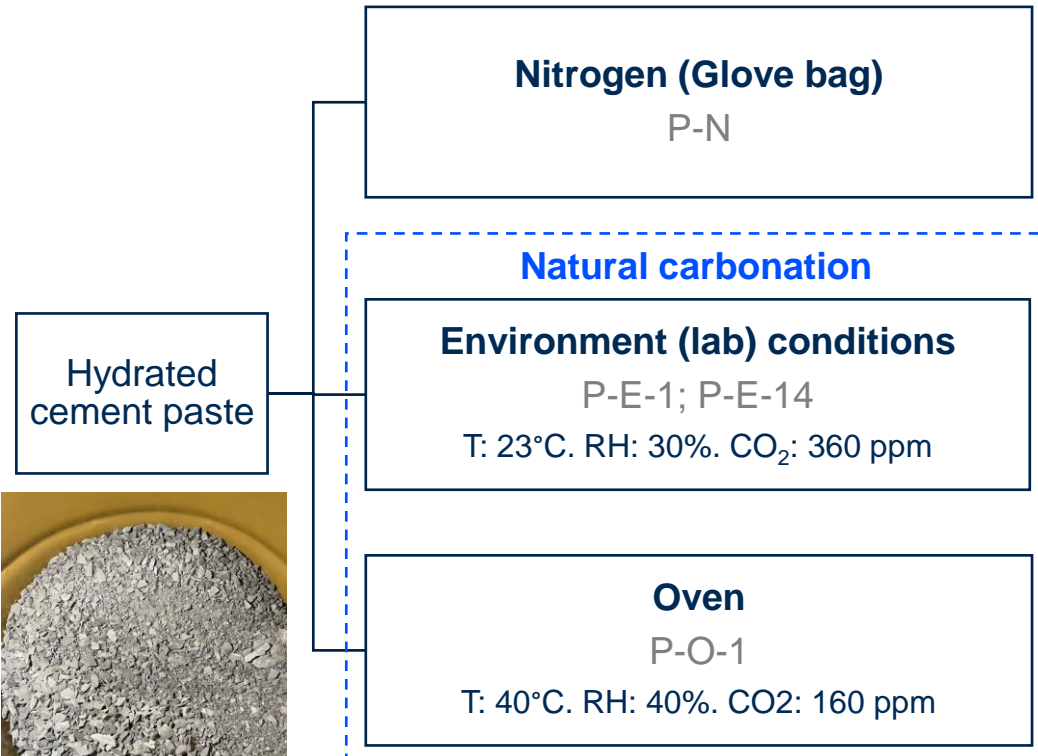 Nitrogen (Glove bag)
P-N
Natural carbonation
Hydrated
cement paste
Environment (lab) conditions
P-E-1; P-E-14
T: 23°C. RH: 30%. CO₂: 360 ppm
Oven
P-O-1
T: 40°C. RH: 40%. CO2: 160 ppm